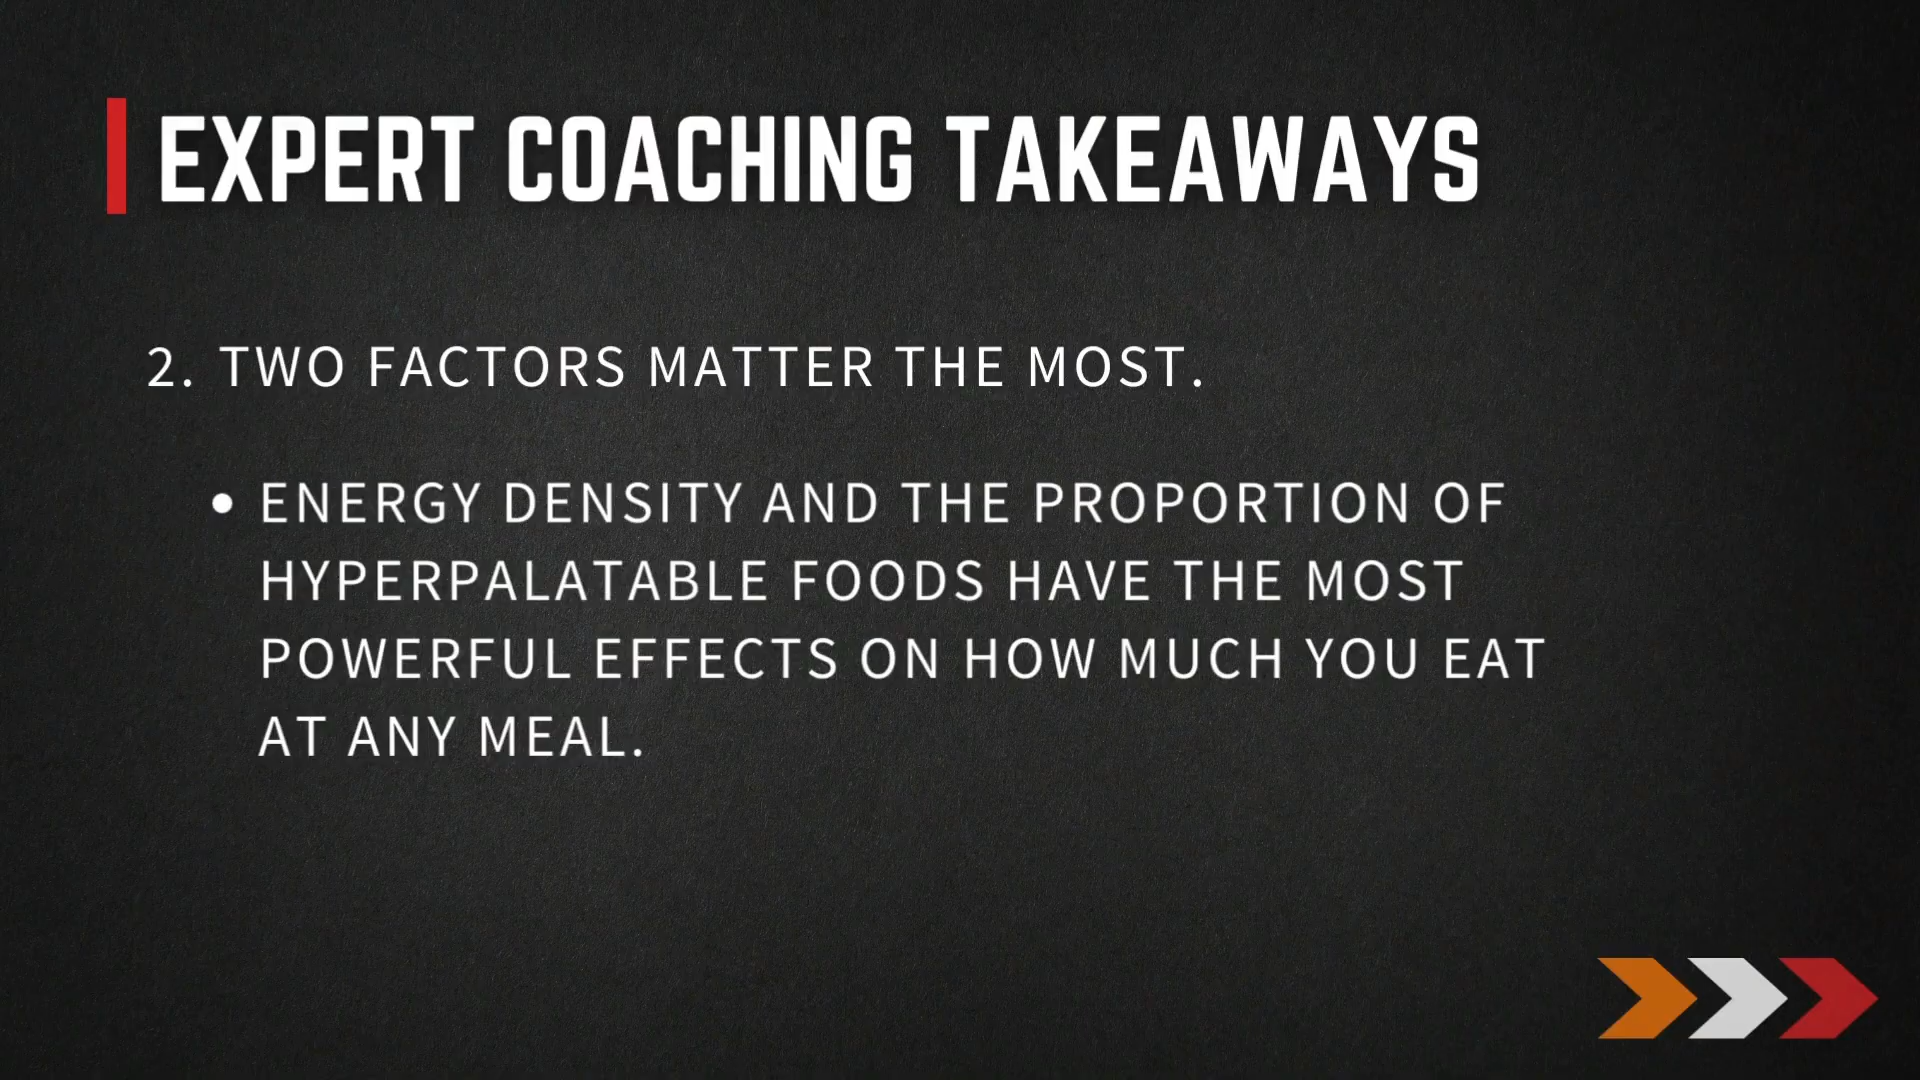 EXPERT COACHING TAKEAWAYS
2. TWO FACTORS MATTER THE MOST.
• ENERGY DENSITY AND THE PROPORTION OF
HYPERPALATABLE FOODS HAVE THE MOST
POWERFUL EFFECTS ON HOW MUCH YOU EAT
AT ANY MEAL.